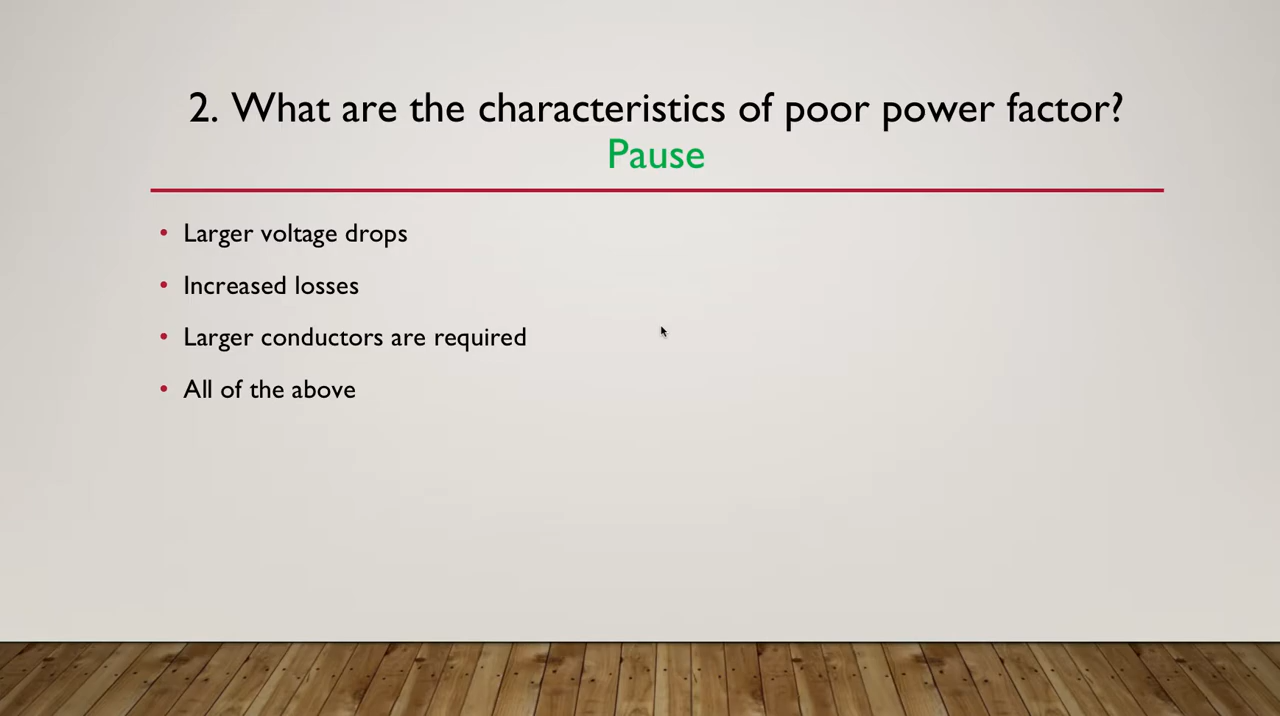 2. What are the characteristics of poor power factor?
Pause
• Larger voltage drops
• Increased losses
• Larger conductors are required
• All of the above